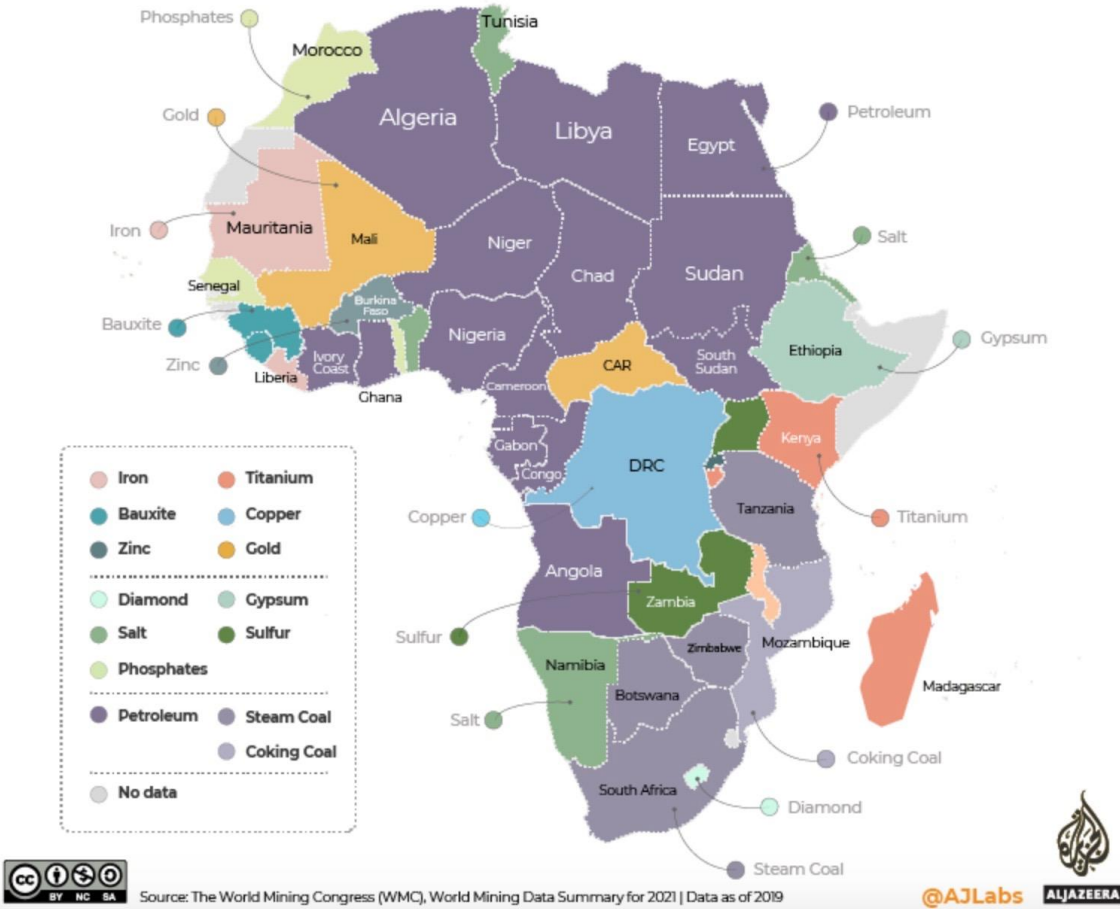 Phosphates
Tunisia
Morocco
Gold
Algeria
Libya
Egypt
Petroleum
Iron
Mauritania
Mali
Niger
Chad
Sudan
Salt
Senegal
Bauxite
Burkina
Faso
Nigeria
Zinc
Ivory
Coast
Liberia
Ghana
Cameroon
CAR
South
Sudan
Ethiopia
Gypsum
Gabon
Congo
DRC
Kenya
Copper
Tanzania
Titanium
Angola
Zambia
Sulfur
Zimbabwe
Mozambique
Namibia
Botswana
Madagascar
Salt
South Africa
Coking Coal
Diamond
Steam Coal
Iron
Titanium
Bauxite
Copper
Zinc
Gold
Diamond
Gypsum
Salt
Sulfur
Phosphates
Petroleum
Steam Coal
Coking Coal
No data
cc
BY NC SA
Source: The World Mining Congress (WMC), World Mining Data Summary for 2021 | Data as of 2019
@AJLabs
الجزيرة
ALJAZEERA